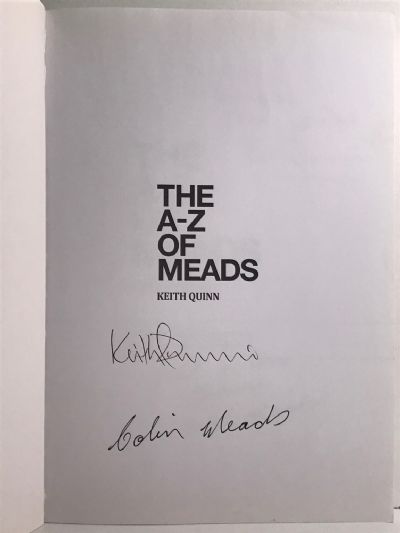 THE
A-Z
OF
MEADS
KEITH QUINN
Keith Quinn
Colin Meads